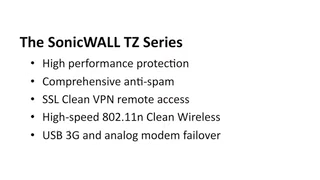 The SonicWALL TZ Series
• High performance protection
• Comprehensive anti-spam
• SSL Clean VPN remote access
• High-speed 802.11n Clean Wireless
• USB 3G and analog modem failover